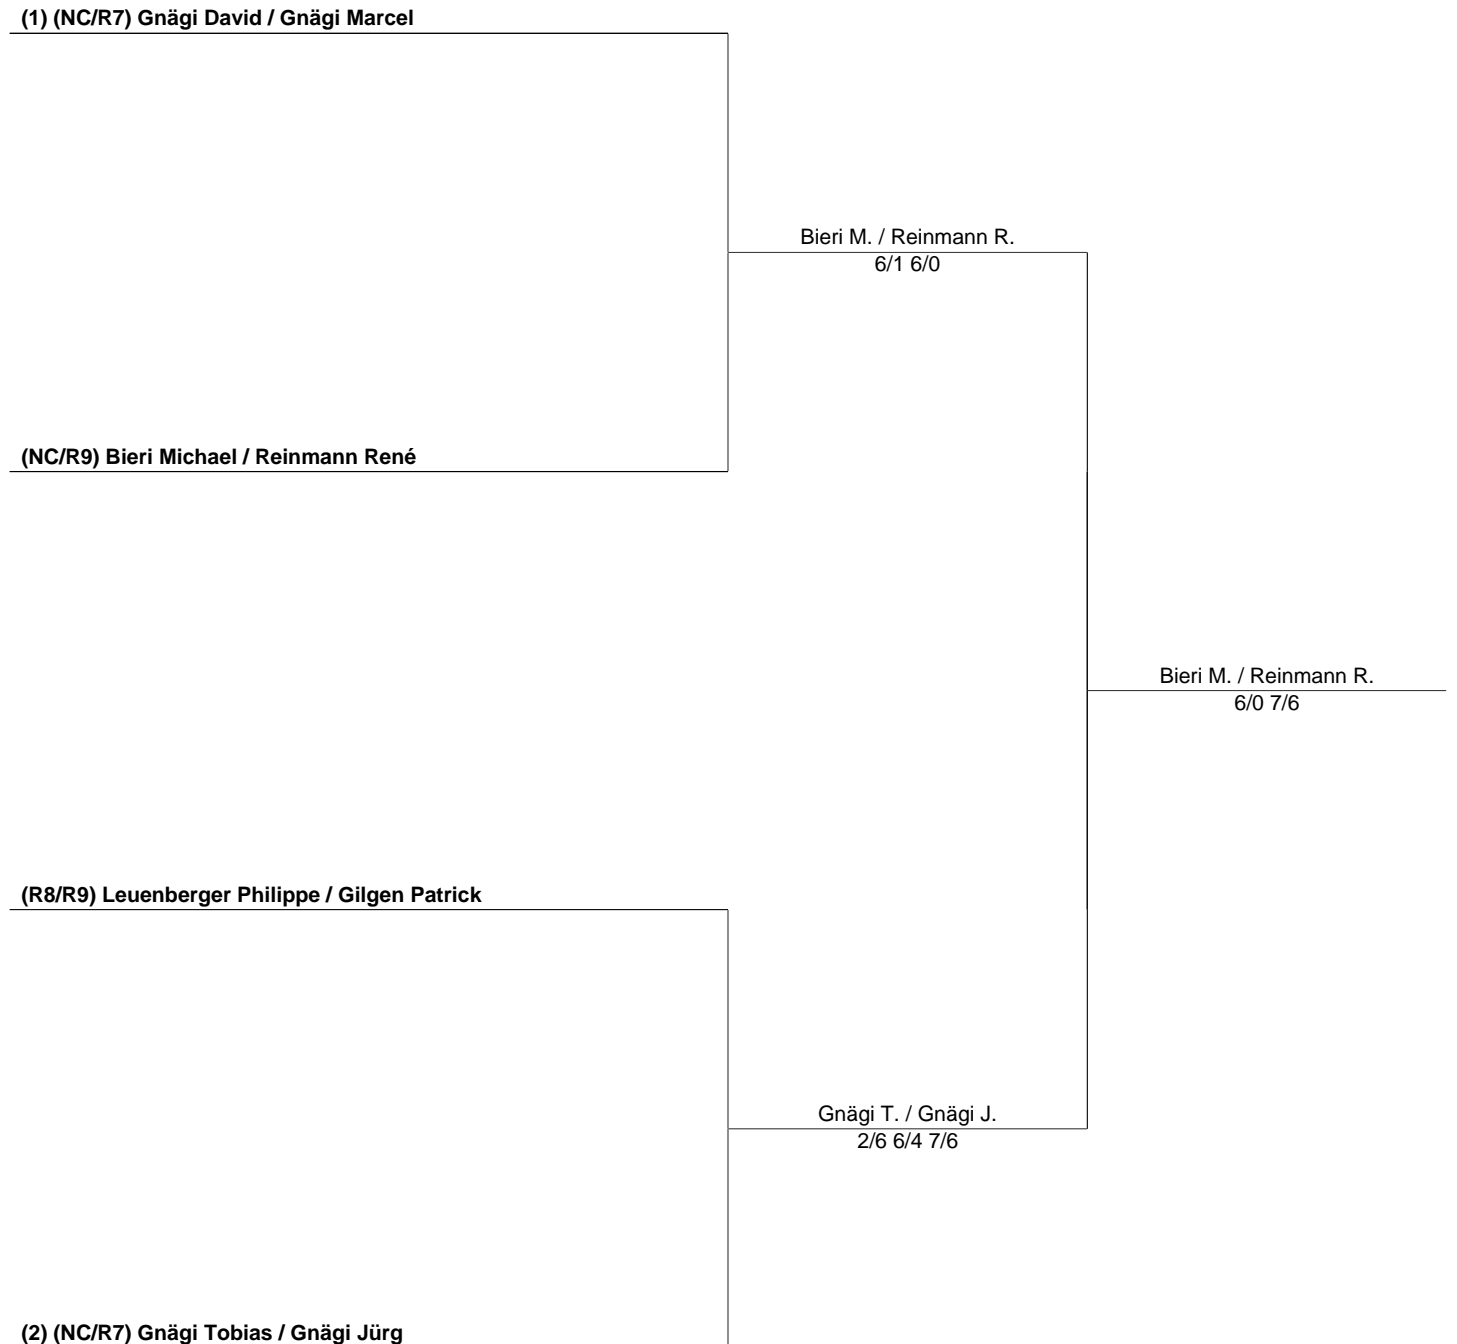 (1) (NC/R7) Gnägi David / Gnägi Marcel
Bieri M. / Reinmann R.
6/1 6/0
(NC/R9) Bieri Michael / Reinmann René
Bieri M. / Reinmann R.
6/0 7/6
(R8/R9) Leuenberger Philippe / Gilgen Patrick
Gnägi T. / Gnägi J.
2/6 6/4 7/6
(2) (NC/R7) Gnägi Tobias / Gnägi Jürg